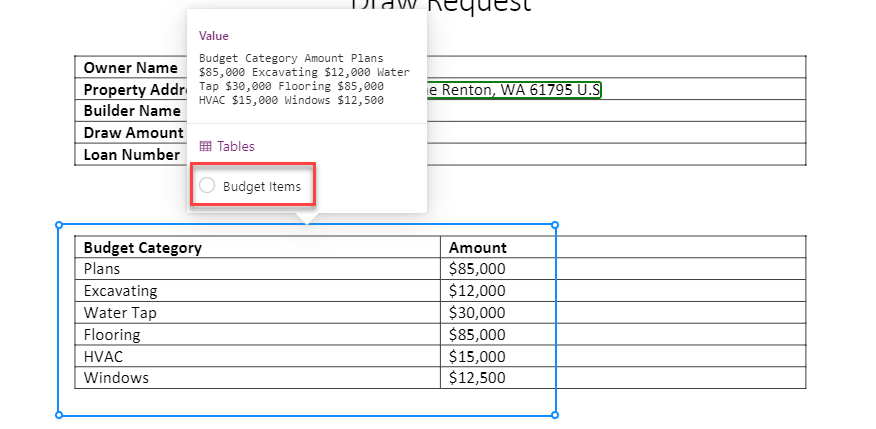 Draw Request
Value
Budget Category Amount Plans
$85,000 Excavating $12,000 Water
Tap $30,000 Flooring $85,000
HVAC $15,000 Windows $12,500
Tables
Budget Items
Owner Name
Property Addr e Renton, WA 61795 U.S
Builder Name
Draw Amount
Loan Number
Budget Category Amount
Plans $85,000
Excavating $12,000
Water Tap $30,000
Flooring $85,000
HVAC $15,000
Windows $12,500